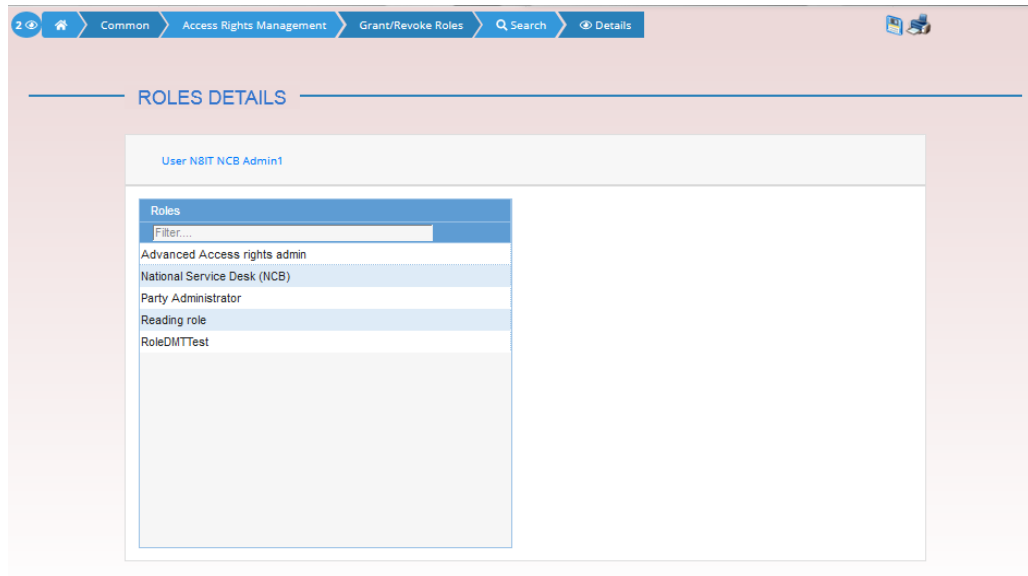 2 Common Access Rights Management Grant/Revoke Roles Search Details
ROLES DETAILS
User N8IT NCB Admin1
Roles
Filter....
Advanced Access rights admin
National Service Desk (NCB)
Party Administrator
Reading role
RoleDMTTest